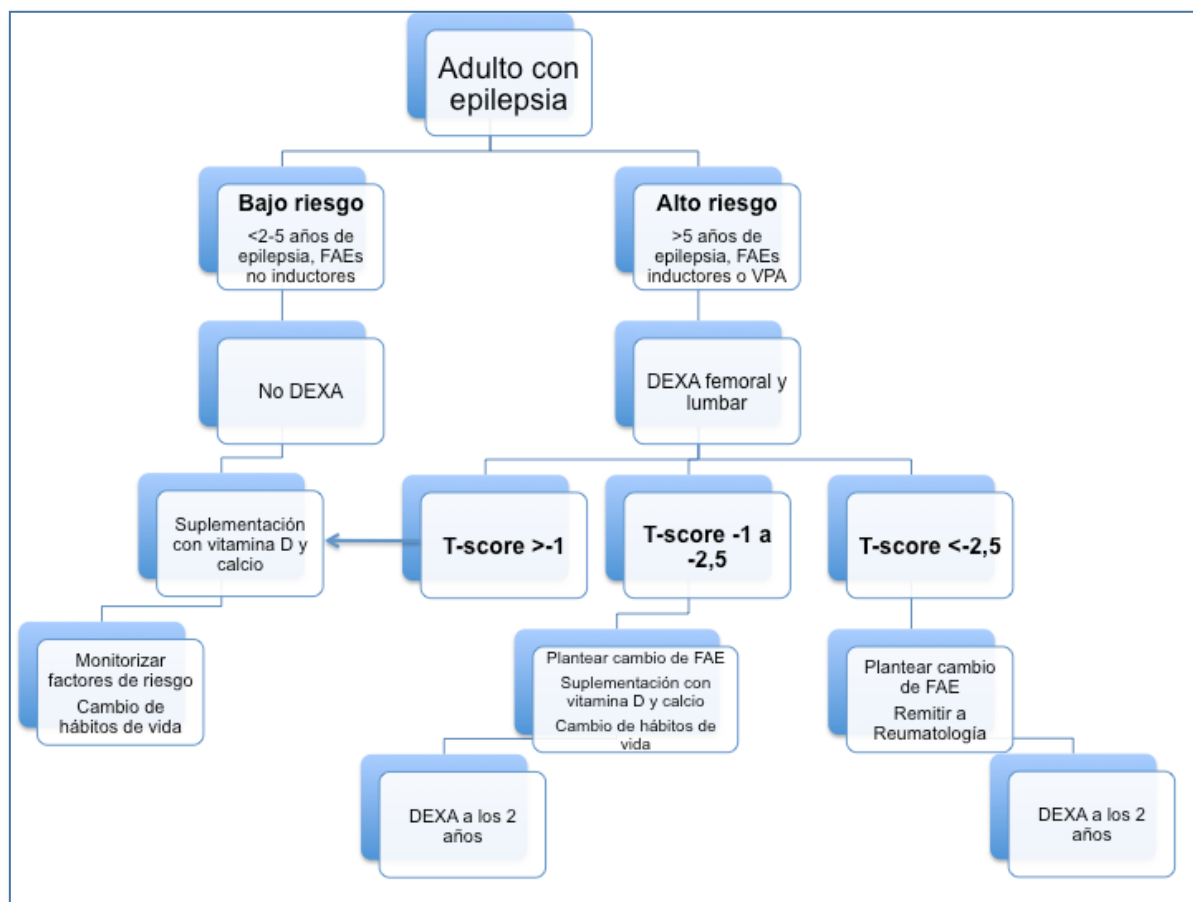 Adulto con
epilepsia
Bajo riesgo
<2-5 años de
epilepsia, FAEs
no inductores
Alto riesgo
>5 años de
epilepsia, FAEs
inductores o VPA
No DEXA
DEXA femoral y
lumbar
Suplementación
con vitamina D y
calcio
T-score >-1
T-score -1 a
-2,5
T-score <-2,5
Monitorizar
factores de riesgo
Cambio de
hábitos de vida
Plantear cambio de FAE
Suplementación con
vitamina D y calcio
Cambio de hábitos de
vida
Plantear cambio
de FAE
Remitir a
Reumatología
DEXA a los 2
años
DEXA a los 2
años